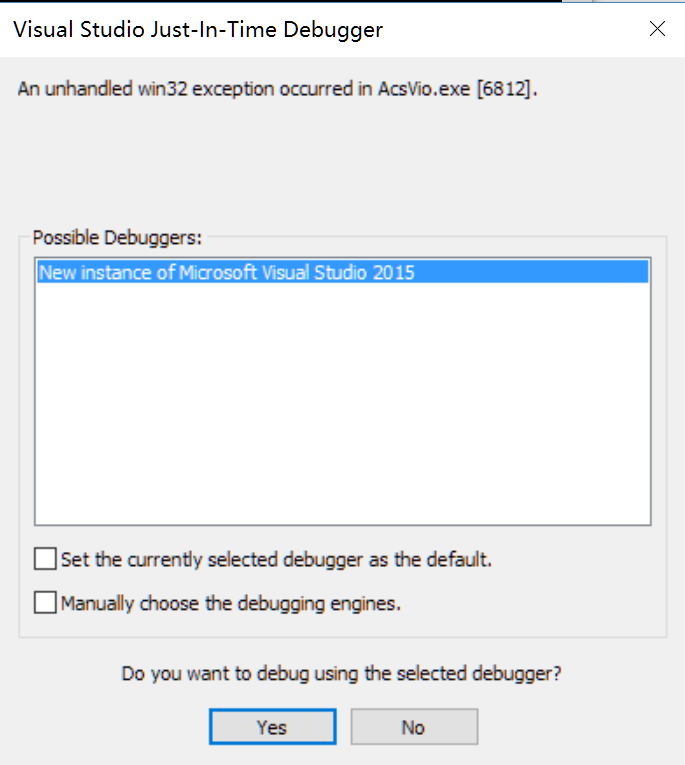 Visual Studio Just-In-Time Debugger
An unhandled win32 exception occurred in AcsVio.exe [6812].
Possible Debuggers:
New instance of Microsoft Visual Studio 2015
Set the currently selected debugger as the default.
Manually choose the debugging engines.
Do you want to debug using the selected debugger?
Yes
No